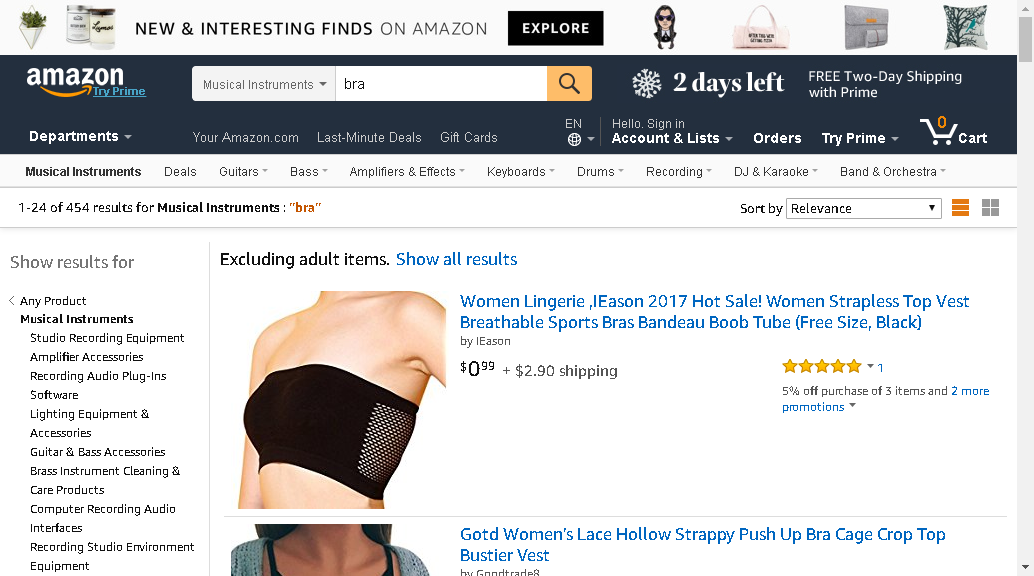 NEW & INTERESTING FINDS ON AMAZON EXPLORE
amazon
Try Prime
Musical Instruments bra
2 days left
FREE Two-Day Shipping
with Prime
Departments
Your Amazon.com Last-Minute Deals Gift Cards
EN
Hello. Sign in
Account & Lists
Orders
Try Prime
0
Cart
Musical Instruments Deals Guitars Bass Amplifiers & Effects Keyboards Drums Recording DJ & Karaoke Band & Orchestra
1-24 of 454 results for Musical Instruments : "bra"
Sort by Relevance
Show results for
Any Product
Musical Instruments
Studio Recording Equipment
Amplifier Accessories
Recording Audio Plug-Ins
Software
Lighting Equipment &
Accessories
Guitar & Bass Accessories
Brass Instrument Cleaning &
Care Products
Computer Recording Audio
Interfaces
Recording Studio Environment
Equipment
Excluding adult items. Show all results
Women Lingerie ,IEason 2017 Hot Sale! Women Strapless Top Vest
Breathable Sports Bras Bandeau Boob Tube (Free Size, Black)
by IEason
$0 99 + $2.90 shipping
1
5% off purchase of 3 items and 2 more
promotions
Gotd Women's Lace Hollow Strappy Push Up Bra Cage Crop Top
Bustier Vest
by Goodtrade8